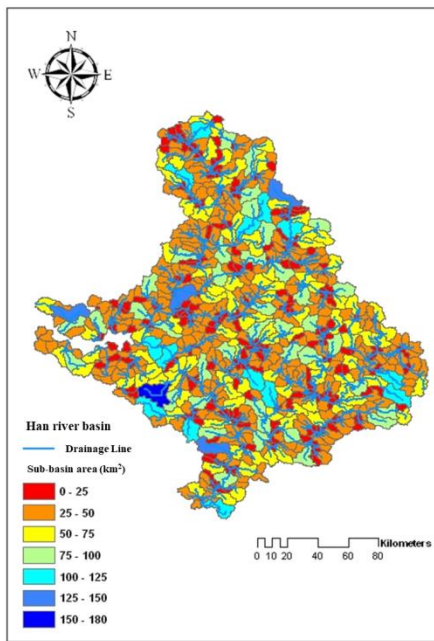 N
W E
S
Han river basin
Drainage Line
Sub-basin area (km²)
0 - 25
25 - 50
50 - 75
75 - 100
100 - 125
125 - 150
150 - 180
Kilometers
0 10 20 40 60 80